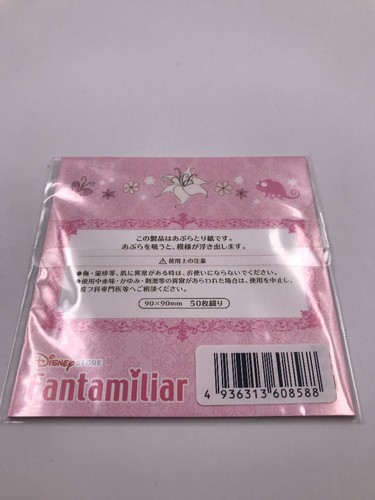 この製品はあぶらとり紙です。
あぶらを吸うと、模様が浮き出します。
⚠ 使用上の注意
●傷・湿疹等、肌に異常がある時は、お使いにならないでください。
●使用中赤味・かゆみ・刺激等の異常があらわれた場合は、使用を中止し、
皮フ科専門医等へご相談ください。
90×90mm 50枚綴り
Disney STORE
Fantamiliar
4 936313 608588